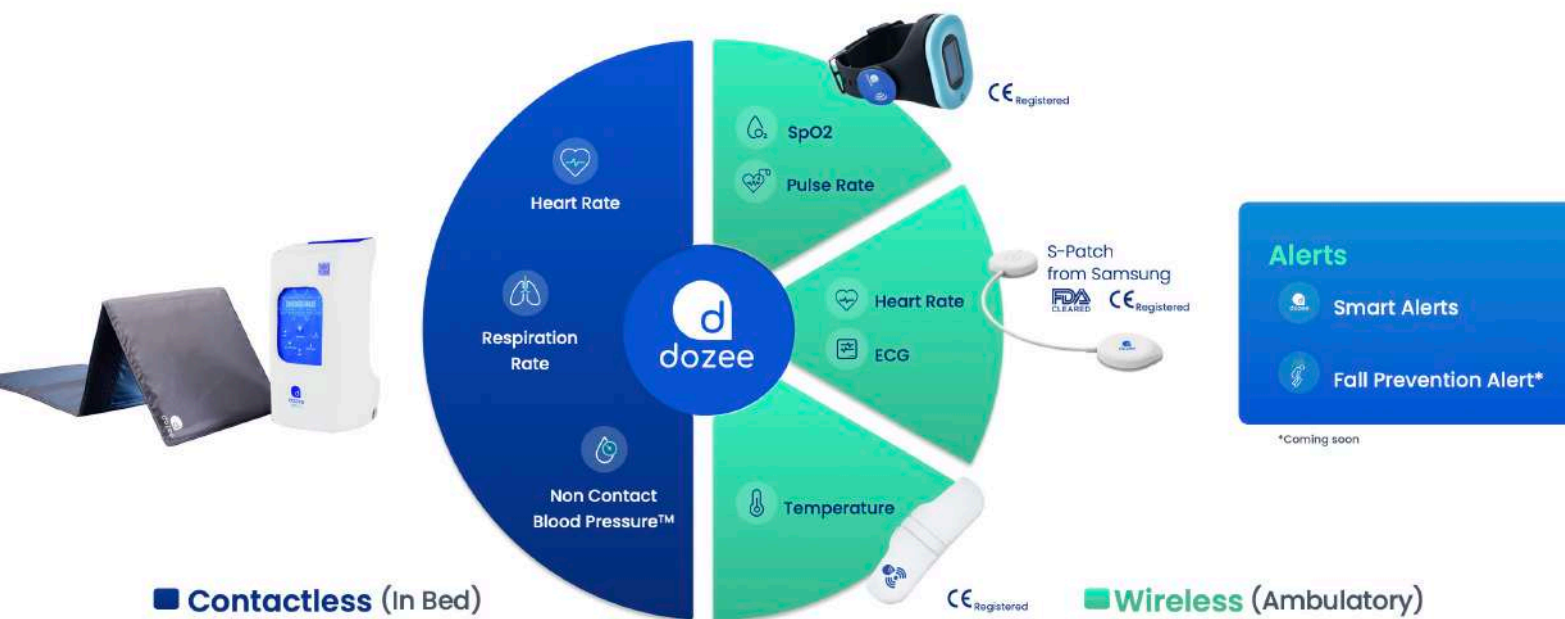 Heart Rate
Respiration
Rate
Non Contact
Blood Pressure™
dozee
SpO2
Pulse Rate
CE Registered
Heart Rate
ECG
S-Patch
from Samsung
FDA
CLEARED
CE Registered
Temperature
CE Registered
Alerts
Smart Alerts
Fall Prevention Alert*
*Coming soon
Contactless (In Bed)
Wireless (Ambulatory)